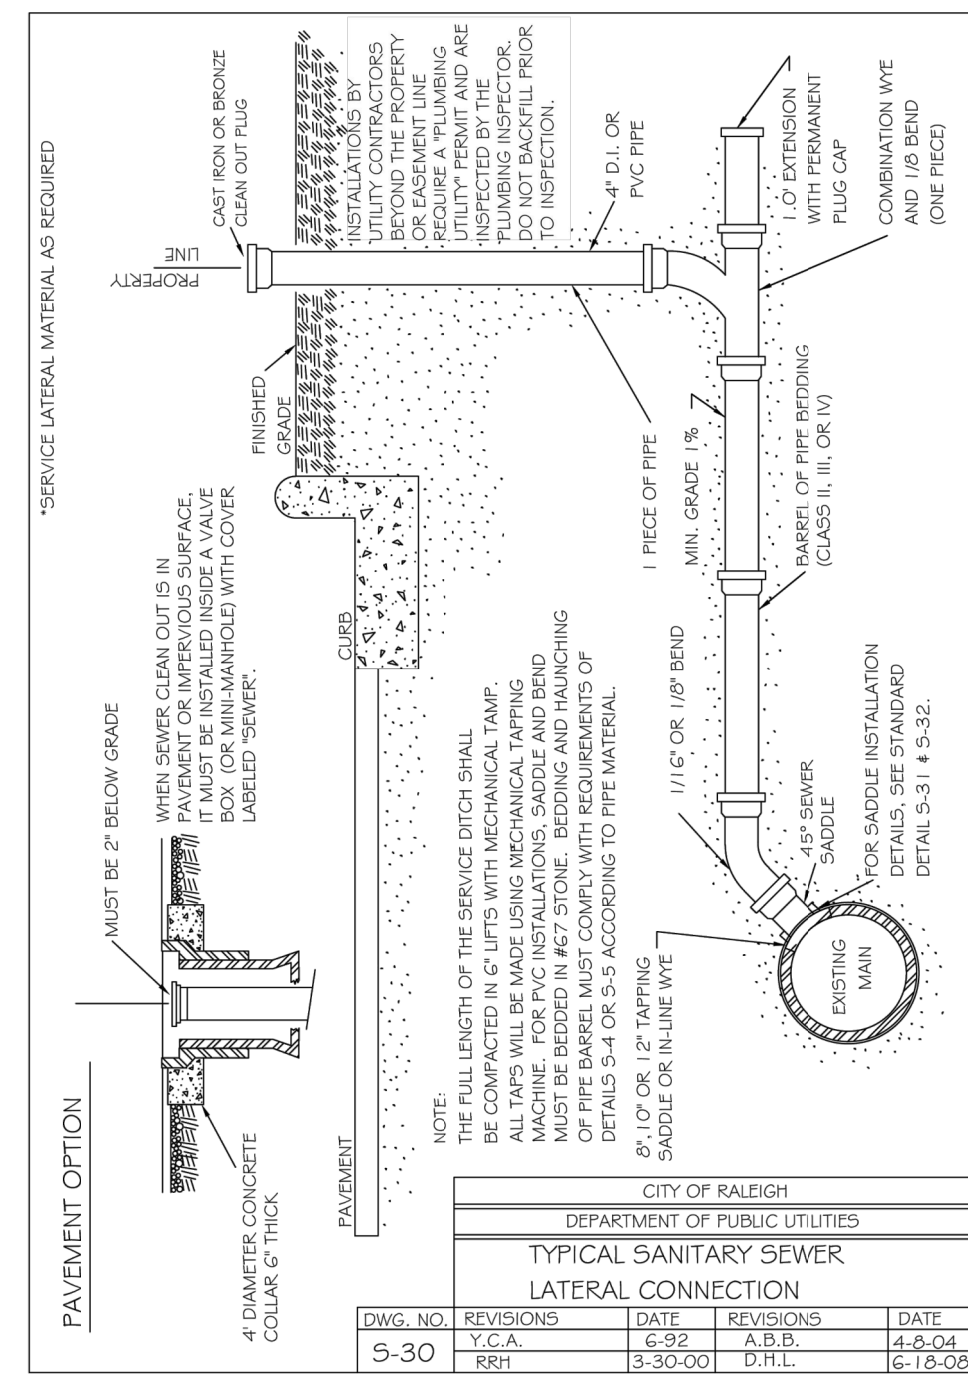 *SERVICE LATERAL MATERIAL AS REQUIRED
PAVEMENT OPTION
MUST BE 2" BELOW GRADE
4' DIAMETER CONCRETE
COLLAR 6" THICK
WHEN SEWER CLEAN OUT IS IN
PAVEMENT OR IMPERVIOUS SURFACE,
IT MUST BE INSTALLED INSIDE A VALVE
BOX (OR MINI-MANHOLE) WITH COVER
LABELED "SEWER".
CAST IRON OR BRONZE
CLEAN OUT PLUG
PROPERTY
LINE
FINISHED
GRADE
CURB
PAVEMENT
INSTALLATIONS BY
UTILITY CONTRACTORS
BEYOND THE PROPERTY
OR EASEMENT LINE
REQUIRE A "PLUMBING
UTILITY" PERMIT AND ARE
INSPECTED BY THE
PLUMBING INSPECTOR.
DO NOT BACKFILL PRIOR
TO INSPECTION.
4" D.I. OR
PVC PIPE
1 PIECE OF PIPE
MIN. GRADE 1%
1.0' EXTENSION
WITH PERMANENT
PLUG CAP
COMBINATION WYE
AND 1/8 BEND
(ONE PIECE)
BARREL OF PIPE BEDDING
(CLASS II, III, OR IV)
1/16" OR 1/8" BEND
45° SEWER
SADDLE
FOR SADDLE INSTALLATION
DETAILS, SEE STANDARD
DETAIL S-31 & S-32.
EXISTING
MAIN
8", 10" OR 12" TAPPING
SADDLE OR IN-LINE WYE
NOTE:
THE FULL LENGTH OF THE SERVICE DITCH SHALL
BE COMPACTED IN 6" LIFTS WITH MECHANICAL TAMP.
ALL TAPS WILL BE MADE USING MECHANICAL TAPPING
MACHINE. FOR PVC INSTALLATIONS, SADDLE AND BEND
MUST BE BEDDED IN #67 STONE. BEDDING AND HAUNCHING
OF PIPE BARREL MUST COMPLY WITH REQUIREMENTS OF
DETAILS S-4 OR S-5 ACCORDING TO PIPE MATERIAL.
CITY OF RALEIGH
DEPARTMENT OF PUBLIC UTILITIES
TYPICAL SANITARY SEWER
LATERAL CONNECTION
DWG. NO. REVISIONS DATE REVISIONS DATE
S-30 Y.C.A. 6-92 A.B.B. 4-8-04
RRH 3-30-00 D.H.L. 6-18-08